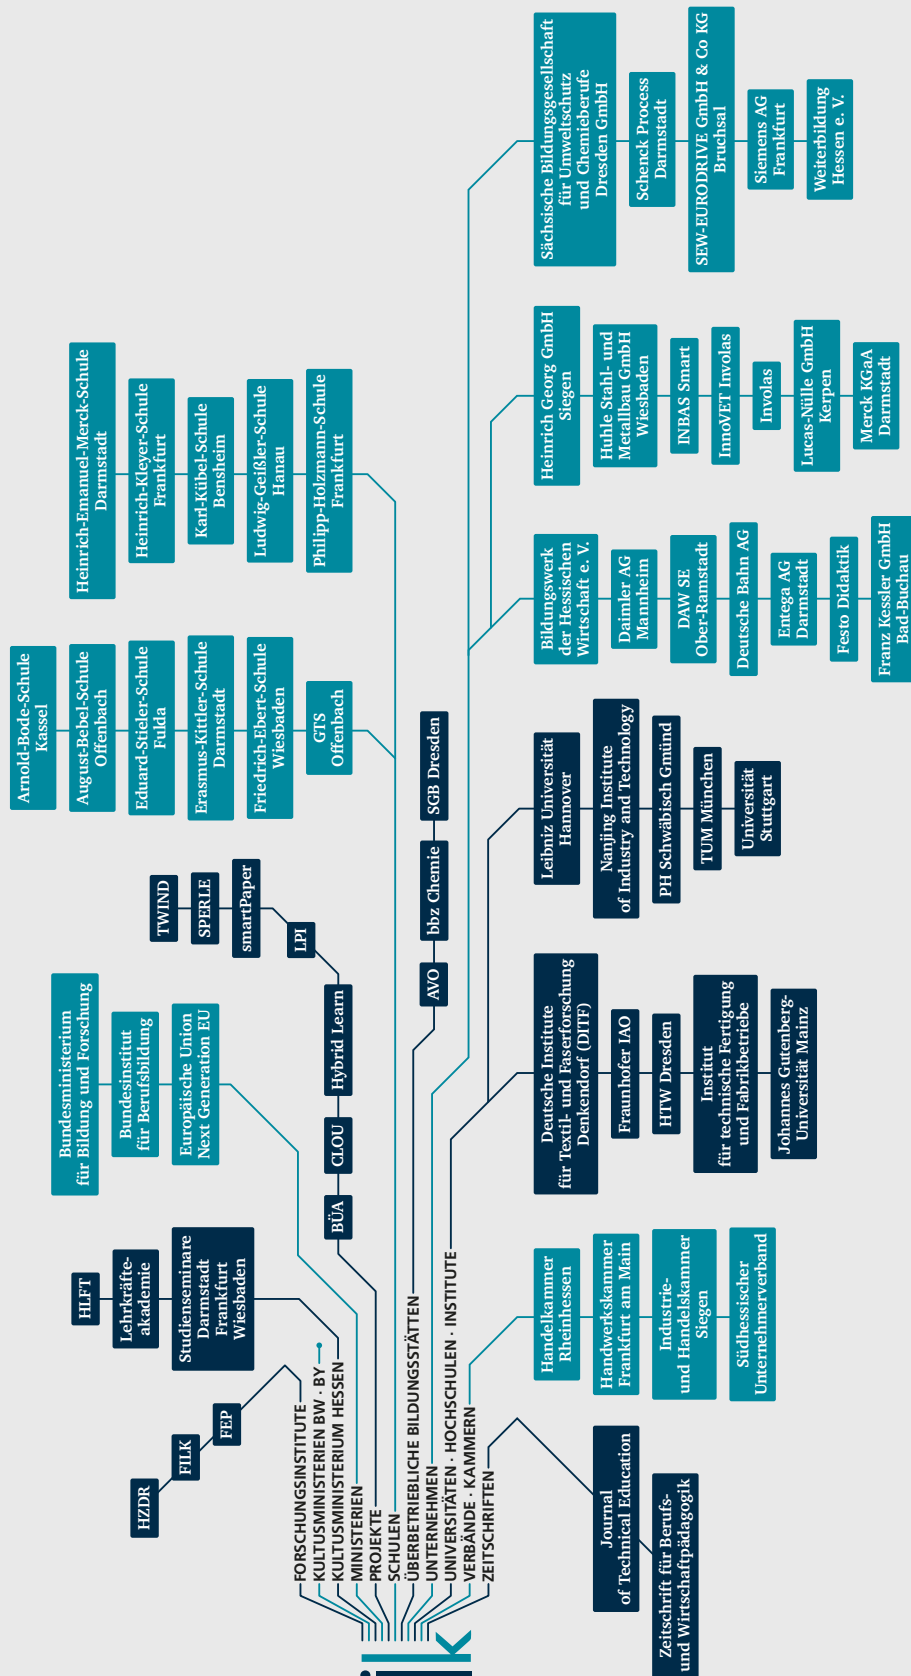 FORSCHUNGSINSTITUTE
HZDR
FILK
FEP
KULTUSMINISTERIEN BW · BY
KULTUSMINISTERIUM HESSEN
HLFT
Lehrkräfte-
akademie
Studienseminare
Darmstadt
Frankfurt
Wiesbaden
MINISTERIEN
Bundesministerium
für Bildung und Forschung
Bundesinstitut
für Berufsbildung
Europäische Union
Next Generation EU
PROJEKTE
BÜA
CLOU
Hybrid Learn
LPI
smartPaper
SPERLE
TWIND
SCHULEN
Arnold-Bode-Schule
Kassel
August-Bebel-Schule
Offenbach
Eduard-Stieler-Schule
Fulda
Erasmus-Kittler-Schule
Darmstadt
Friedrich-Ebert-Schule
Wiesbaden
GTS
Offenbach
Heinrich-Emanuel-Merck-Schule
Darmstadt
Heinrich-Kleyer-Schule
Frankfurt
Karl-Kübel-Schule
Bensheim
Ludwig-Geißler-Schule
Hanau
Philipp-Holzmann-Schule
Frankfurt
ÜBERBETRIEBLICHE BILDUNGSSTÄTTEN
AVO
bbz Chemie
SGB Dresden
UNTERNEHMEN
Bildungswerk
der Hessischen
Wirtschaft e. V.
Daimler AG
Mannheim
DAW SE
Ober-Ramstadt
Deutsche Bahn AG
Entega AG
Darmstadt
Festo Didaktik
Franz Kessler GmbH
Bad-Buchau
Heinrich Georg GmbH
Siegen
Huhle Stahl- und
Metallbau GmbH
Wiesbaden
INBAS Smart
InnoVET Involas
Involas
Lucas-Nülle GmbH
Kerpen
Merck KGaA
Darmstadt
Sächsische Bildungsgesellschaft
für Umweltschutz
und Chemieberufe
Dresden GmbH
Schenck Process
Darmstadt
SEW-EURODRIVE GmbH & Co KG
Bruchsal
Siemens AG
Frankfurt
Weiterbildung
Hessen e. V.
UNIVERSITÄTEN · HOCHSCHULEN · INSTITUTE
Deutsche Institute
für Textil- und Faserforschung
Denkendorf (DITF)
Fraunhofer IAO
HTW Dresden
Institut
für technische Fertigung
und Fabrikbetriebe
Johannes Gutenberg-
Universität Mainz
Leibniz Universität
Hannover
Nanjing Institute
of Industry and Technology
PH Schwäbisch Gmünd
TUM München
Universität
Stuttgart
VERBÄNDE · KAMMERN
Handelkammer
Rheinhessen
Handwerkskammer
Frankfurt am Main
Industrie-
und Handelskammer
Siegen
Südhessischer
Unternehmerverband
ZEITSCHRIFTEN
Journal
of Technical Education
Zeitschrift für Berufs-
und Wirtschaftpädagogik